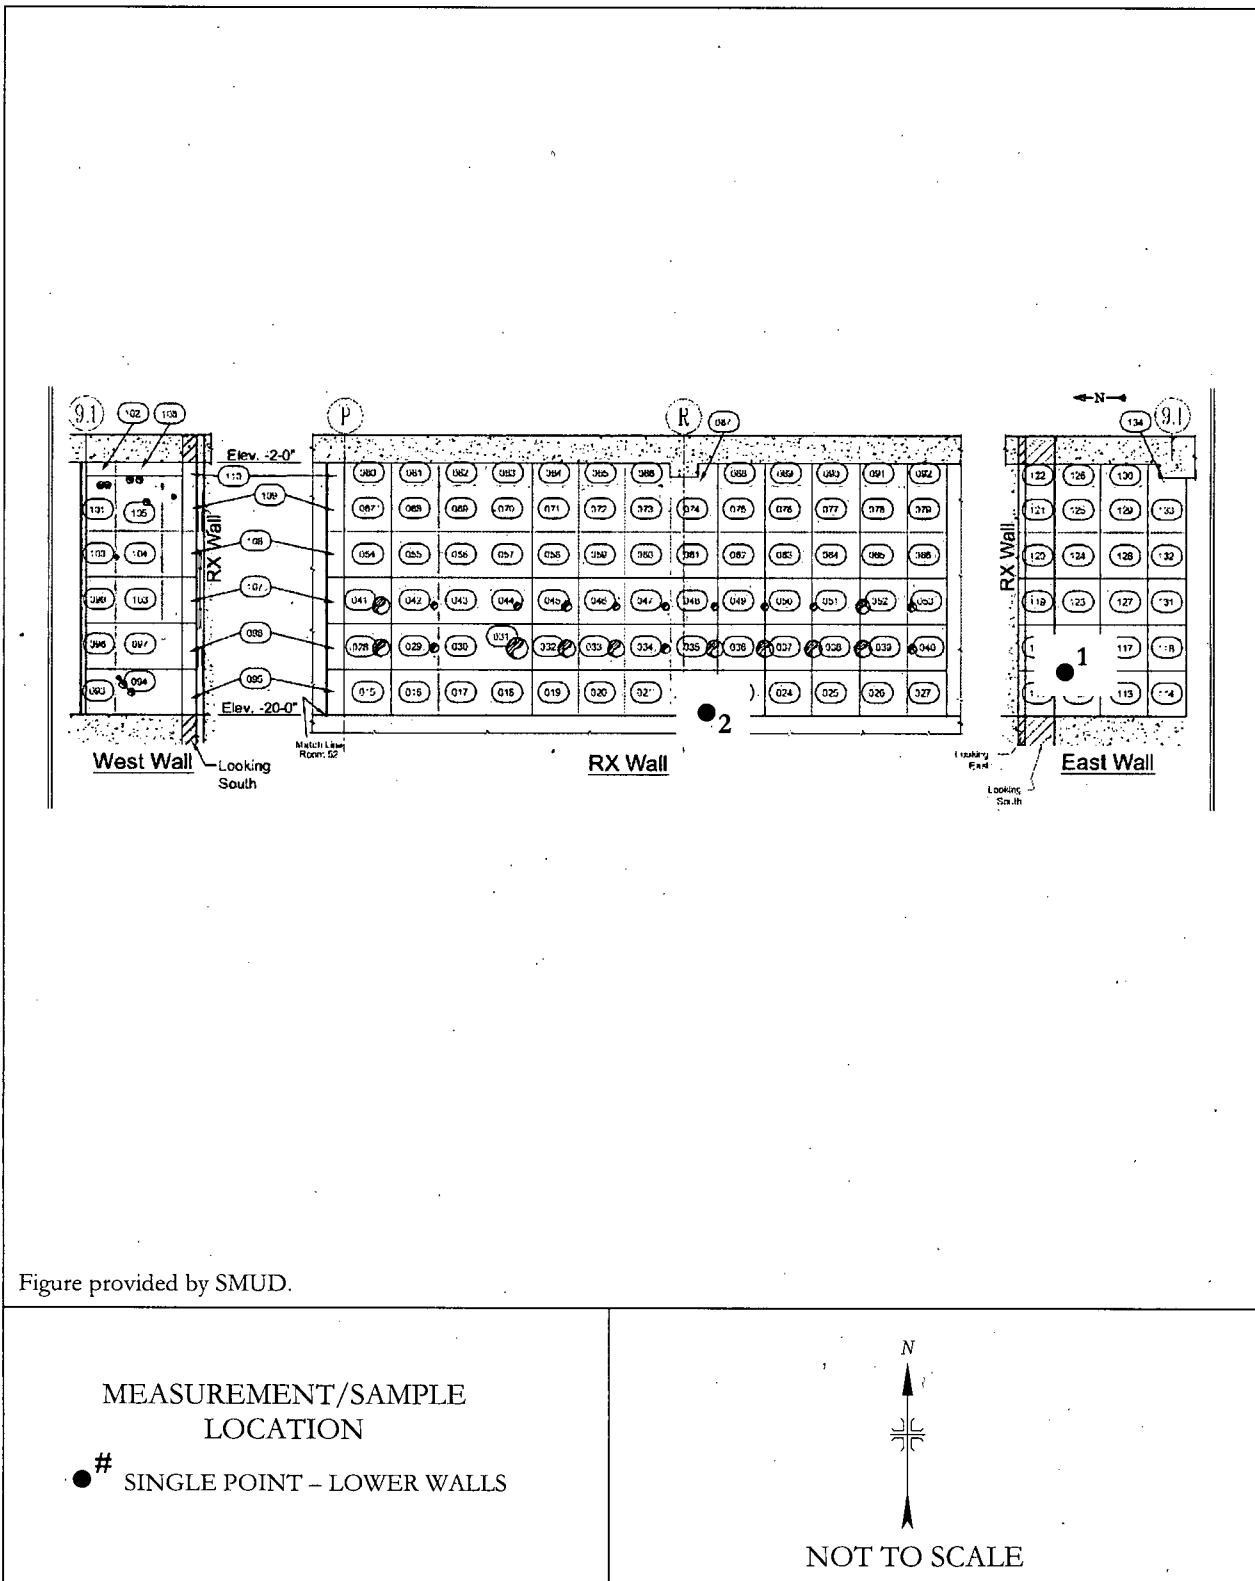 9.1 102 P R 087 N 134 9.1
Elev. -2-0"
080 081 082 083 084 085 086 088 089 090 091 092 122 126 130
110
109
101 105 067 068 069 070 071 072 073 074 075 076 077 078 079 121 125 129 133
108
104 054 055 056 057 058 059 060 061 062 063 064 065 066 120 124 128 132
RX Wall
RX Wall
107
099 103 041 042 043 044 045 046 047 048 049 050 051 052 053 119 123 127 131
098
096 097 028 029 030 031 032 033 034 035 036 037 038 039 040 117 118
1
095
093 094 015 016 017 018 019 020 024 025 026 027 113 114
Elev. -20-0"
2
Match Line
Room 52
West Wall
Looking
South
RX Wall
Looking
East
Looking
South
East Wall
Figure provided by SMUD.
MEASUREMENT/SAMPLE
LOCATION
# SINGLE POINT – LOWER WALLS
N
NOT TO SCALE